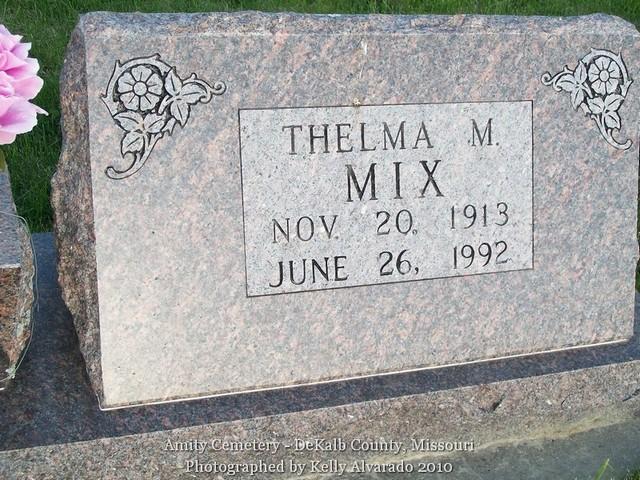 THELMA M.
MIX
NOV. 20, 1913
JUNE 26, 1992
Amity Cemetery - DeKalb County, Missouri
Photographed by Kelly Alvarado 2010